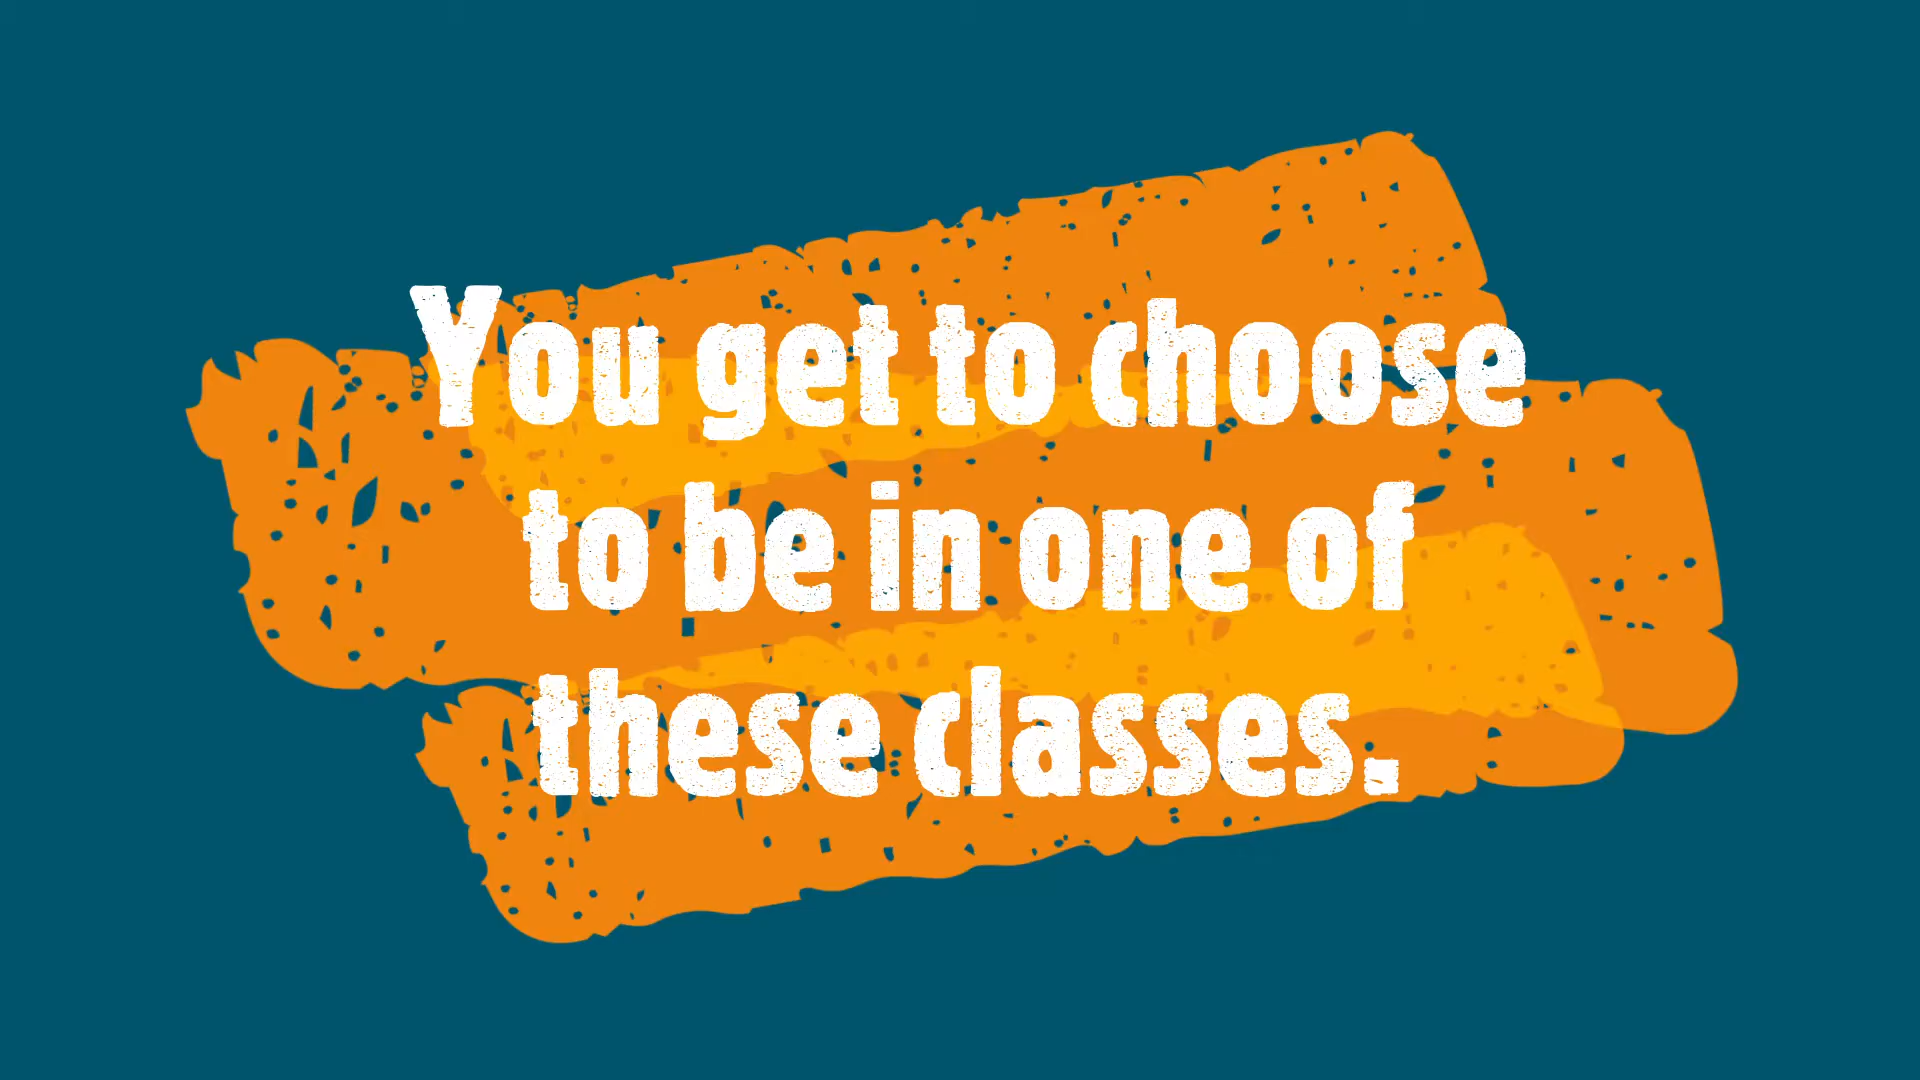 You get to choose
to be in one of
these classes.